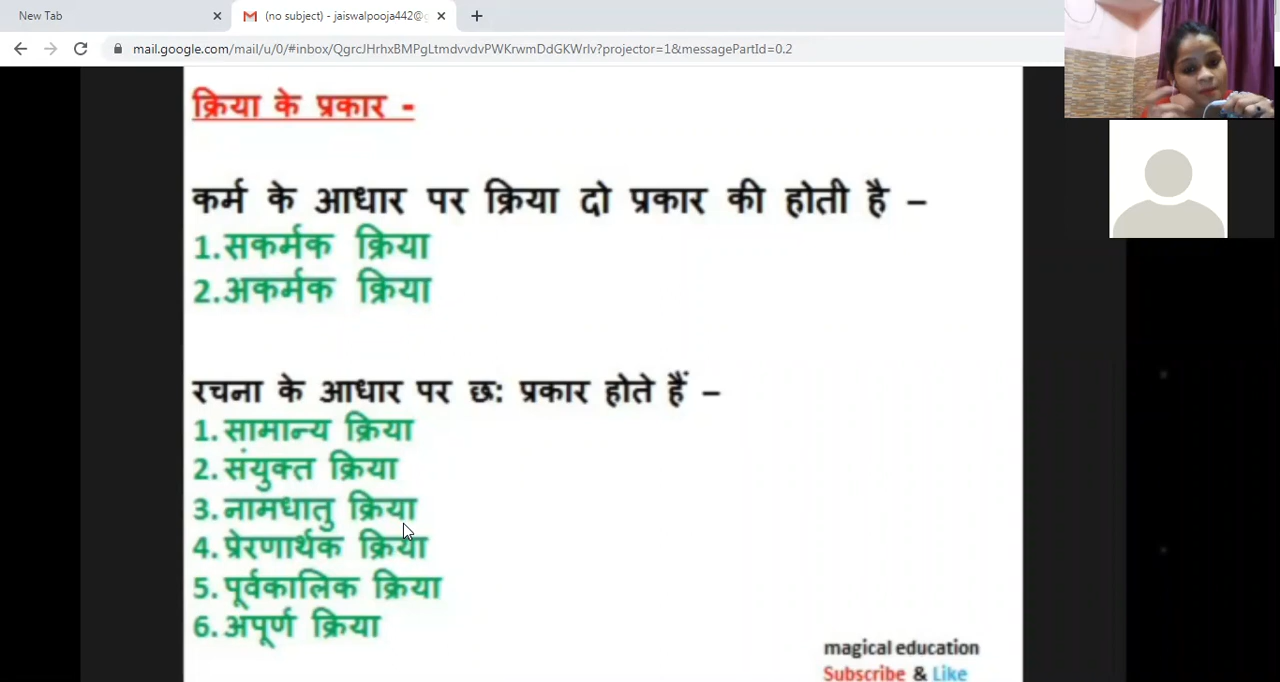 New Tab
(no subject) - jaiswalpooja442@
mail.google.com/mail/u/0/#inbox/QgrcJHrhxBMPgLtmdvvdvPWKrwmDdGKWrlv?projector=1&messagePartId=0.2
क्रिया के प्रकार -
कर्म के आधार पर क्रिया दो प्रकार की होती है –
1.सकर्मक क्रिया
2.अकर्मक क्रिया
रचना के आधार पर छ: प्रकार होते हैं –
1.सामान्य क्रिया
2.संयुक्त क्रिया
3.नामधातु क्रिया
4.प्रेरणार्थक क्रिया
5.पूर्वकालिक क्रिया
6.अपूर्ण क्रिया
magical education
Subscribe & Like